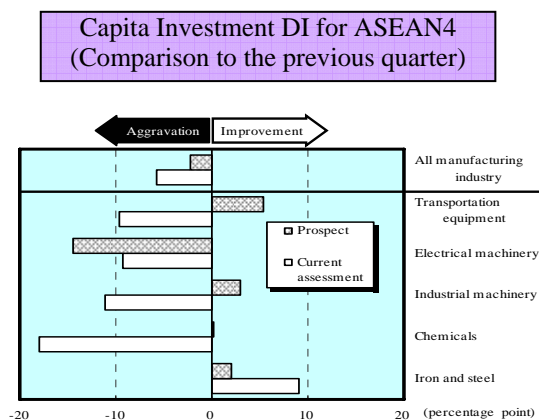 Capita Investment DI for ASEAN4
(Comparison to the previous quarter)
Aggravation Improvement
All manufacturing
industry
Transportation
equipment
Prospect
Current
assessment
Electrical machinery
Industrial machinery
Chemicals
Iron and steel
-20 -10 0 10 20 (percentage point)